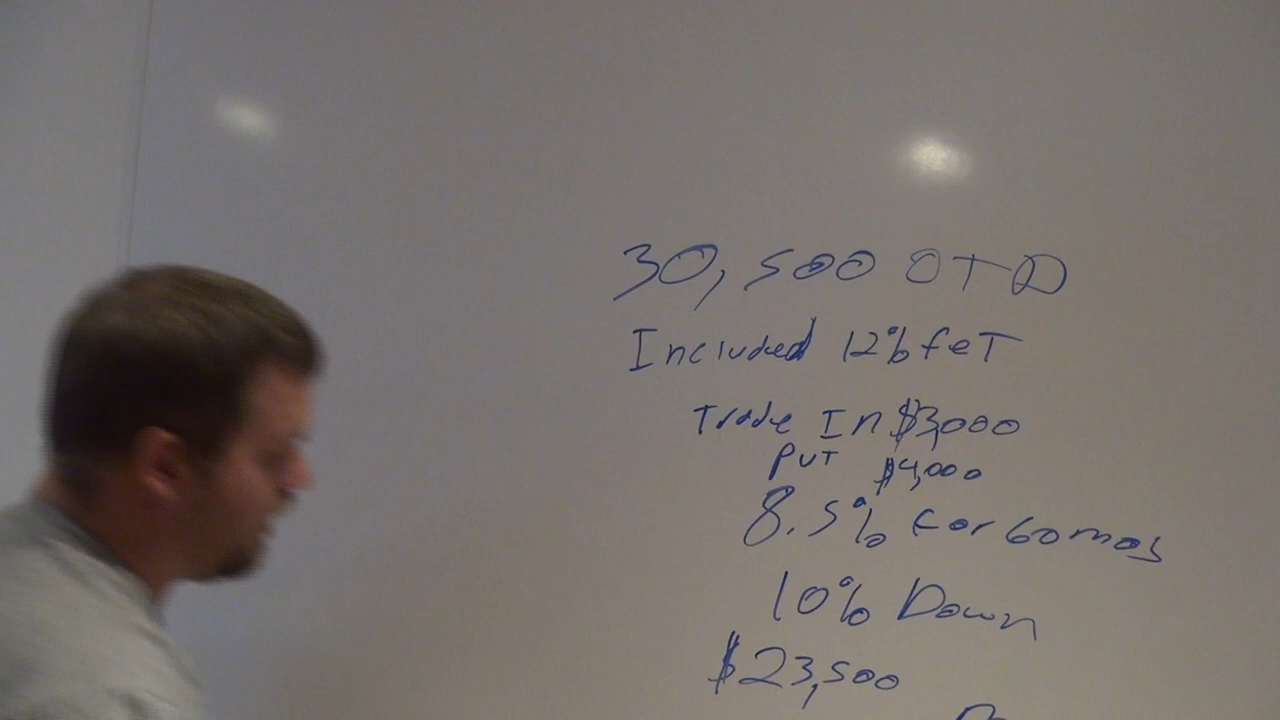 30,500 OTD
Included 12% feT
Trade In $3,000
PUT $4,000
8.5% for 60 mos
10% Down
$23,500